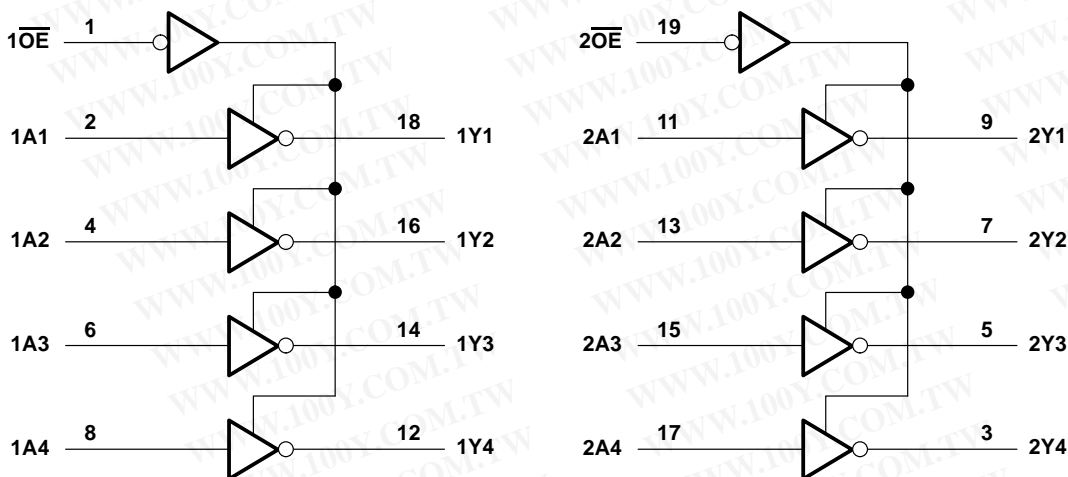 1OE 1
1A1 2 18 1Y1
1A2 4 16 1Y2
1A3 6 14 1Y3
1A4 8 12 1Y4
2OE 19
2A1 11 9 2Y1
2A2 13 7 2Y2
2A3 15 5 2Y3
2A4 17 3 2Y4
WWW.100Y.COM.TW